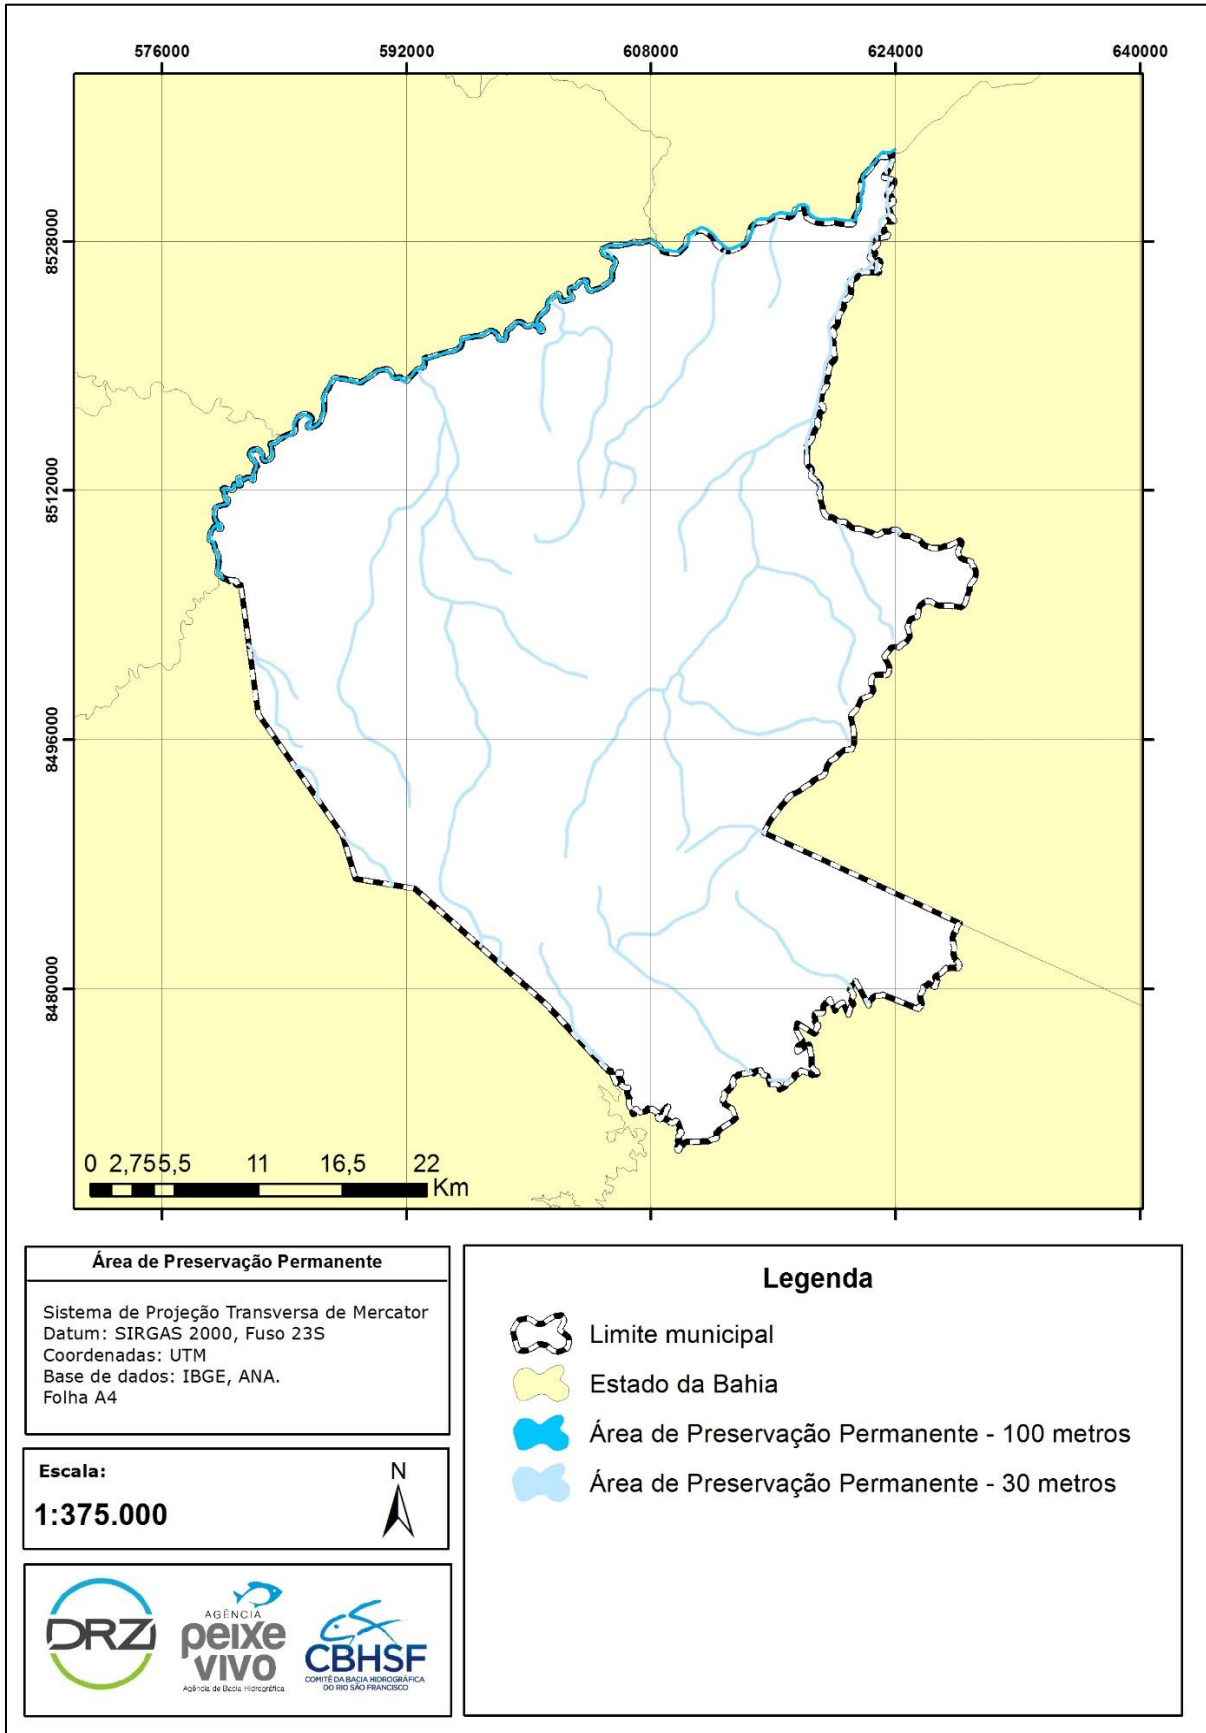 576000 592000 608000 624000 640000
8528000
8512000
8496000
8480000
0 2,75 5,5 11 16,5 22
Km
Área de Preservação Permanente
Sistema de Projeção Transversa de Mercator
Datum: SIRGAS 2000, Fuso 23S
Coordenadas: UTM
Base de dados: IBGE, ANA.
Folha A4
Escala:
1:375.000
N
DRZ
AGÊNCIA
peixe
vivo
Agência de Bacia Hidrográfica
CBHSF
COMITÊ DA BACIA HIDROGRÁFICA
DO RIO SÃO FRANCISCO
Legenda
Limite municipal
Estado da Bahia
Área de Preservação Permanente - 100 metros
Área de Preservação Permanente - 30 metros